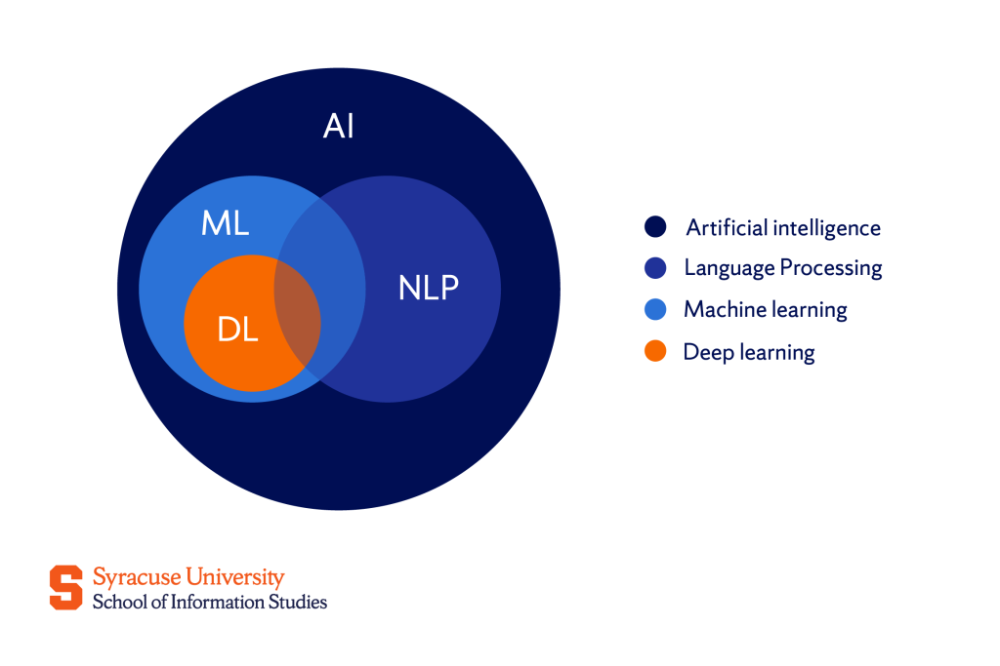 AI
ML
NLP
DL
Artificial intelligence
Language Processing
Machine learning
Deep learning
S
Syracuse University
School of Information Studies